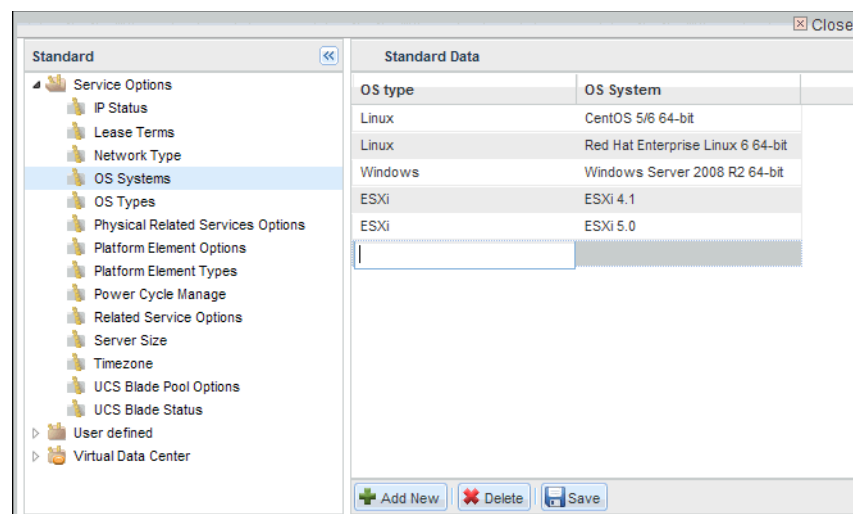 Close
Standard
Standard Data
Service Options
IP Status
Lease Terms
Network Type
OS Systems
OS Types
Physical Related Services Options
Platform Element Options
Platform Element Types
Power Cycle Manage
Related Service Options
Server Size
Timezone
UCS Blade Pool Options
UCS Blade Status
User defined
Virtual Data Center
OS type OS System
Linux CentOS 5/6 64-bit
Linux Red Hat Enterprise Linux 6 64-bit
Windows Windows Server 2008 R2 64-bit
ESXi ESXi 4.1
ESXi ESXi 5.0
Add New Delete Save